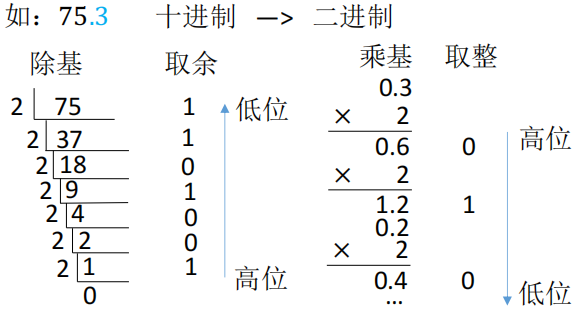 如：75.3 十进制 —> 二进制
除基 取余 乘基 取整
0.3
2 75 1 低位 × 2
2 37 1 0.6 0 高位
2 18 0 × 2
2 9 1 1.2 1
2 4 0 0.2
2 2 0 × 2
2 1 1 高位 0.4 0 低位
0 ...